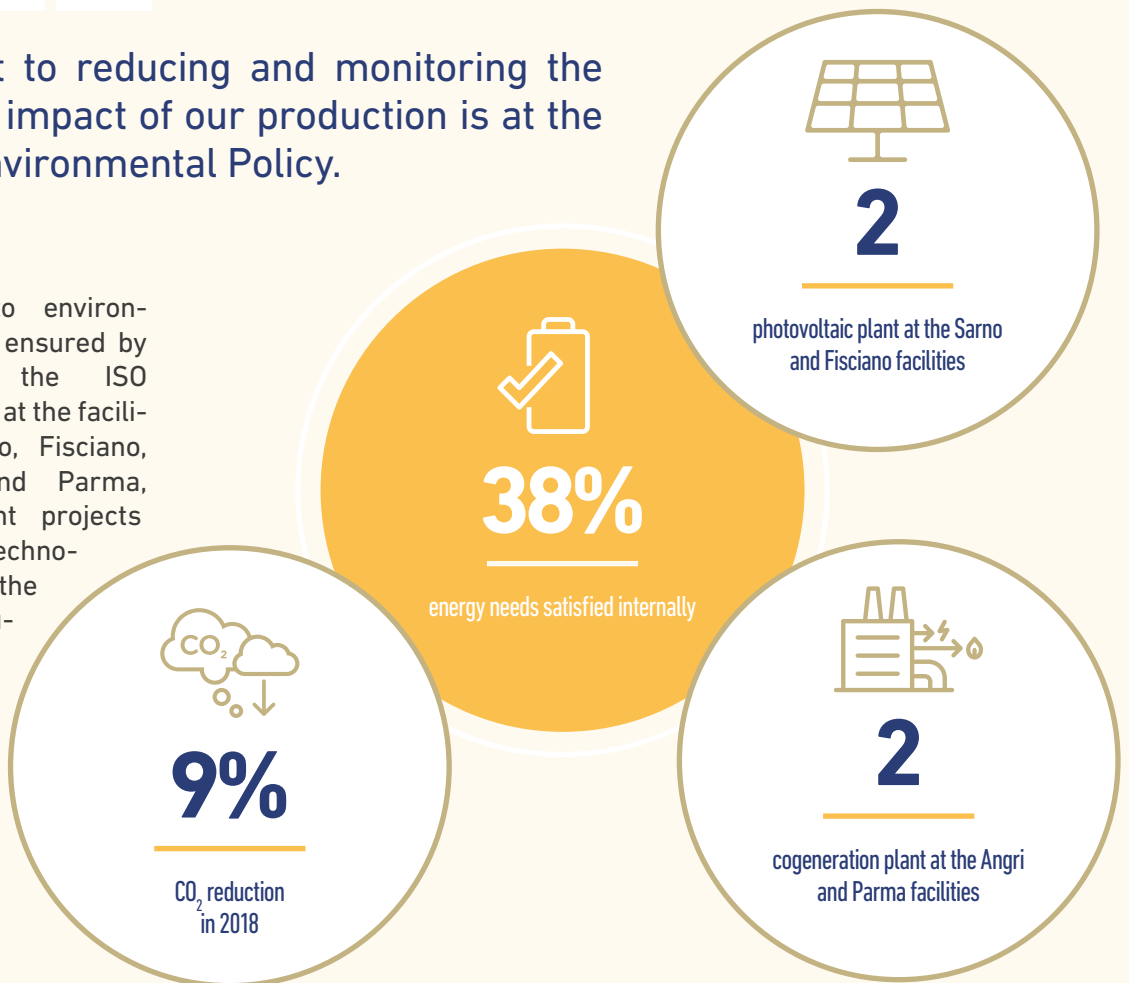 t to reducing and monitoring the
impact of our production is at the
nvironmental Policy.
to environ-
ensured by
the ISO
at the facili-
o, Fisciano,
nd Parma,
nt projects
echno-
the
-
2
photovoltaic plant at the Sarno
and Fisciano facilities
38%
energy needs satisfied internally
CO₂
9%
CO₂ reduction
in 2018
2
cogeneration plant at the Angri
and Parma facilities